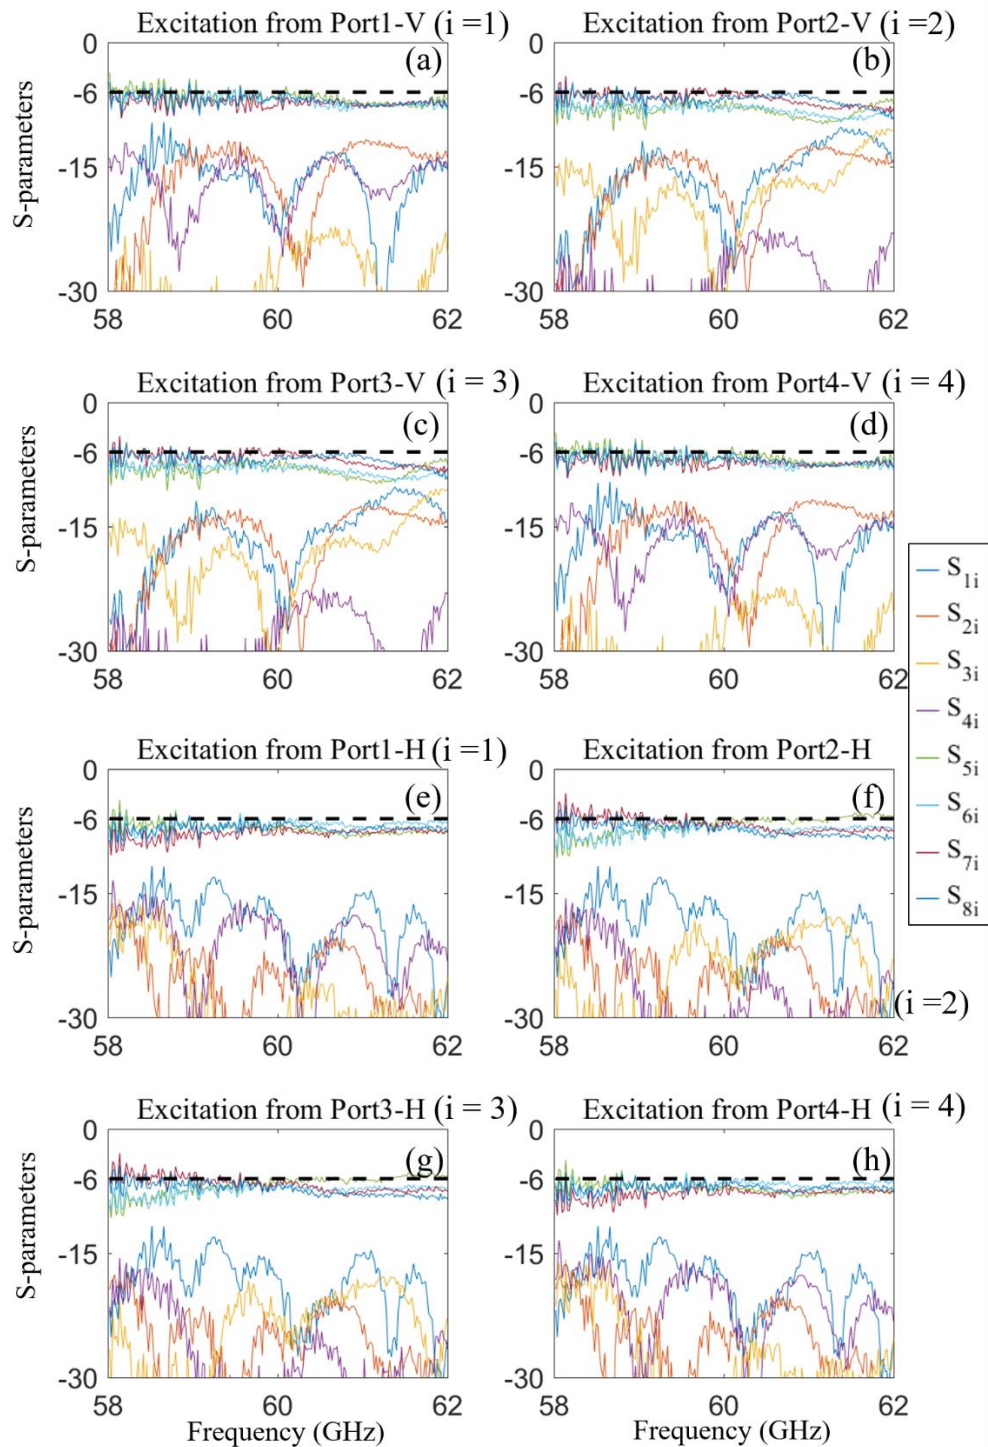 Excitation from Port1-V (i =1)
Excitation from Port2-V (i =2)
S-parameters
0
-6
-15
-30
58
60
62
(a)
0
-6
-15
-30
58
60
62
(b)
Excitation from Port3-V (i = 3)
Excitation from Port4-V (i = 4)
S-parameters
0
-6
-15
-30
58
60
62
(c)
0
-6
-15
-30
58
60
62
(d)
S1i
S2i
S3i
S4i
S5i
S6i
S7i
S8i
Excitation from Port1-H (i =1)
Excitation from Port2-H
S-parameters
0
-6
-15
-30
58
60
62
(e)
0
-6
-15
-30
58
60
62
(f)
(i =2)
Excitation from Port3-H (i = 3)
Excitation from Port4-H (i = 4)
S-parameters
0
-6
-15
-30
58
60
62
(g)
Frequency (GHz)
0
-6
-15
-30
58
60
62
(h)
Frequency (GHz)